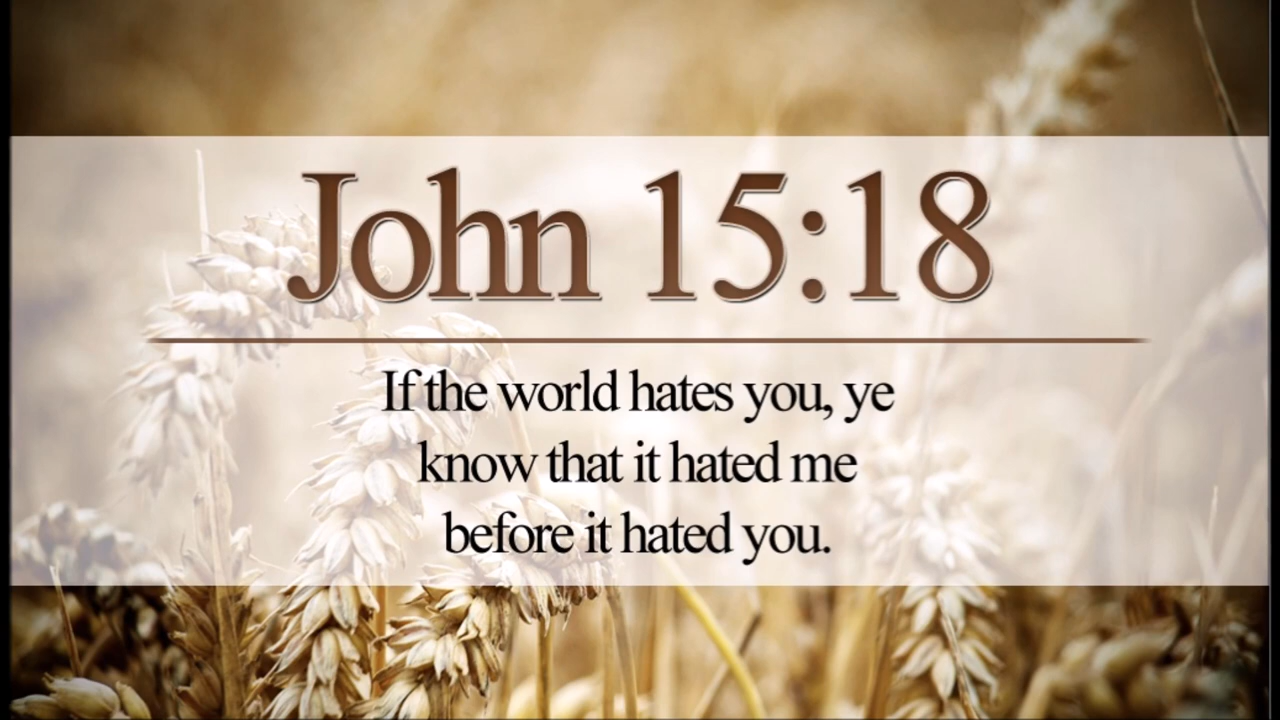 John 15:18
If the world hates you, ye
know that it hated me
before it hated you.